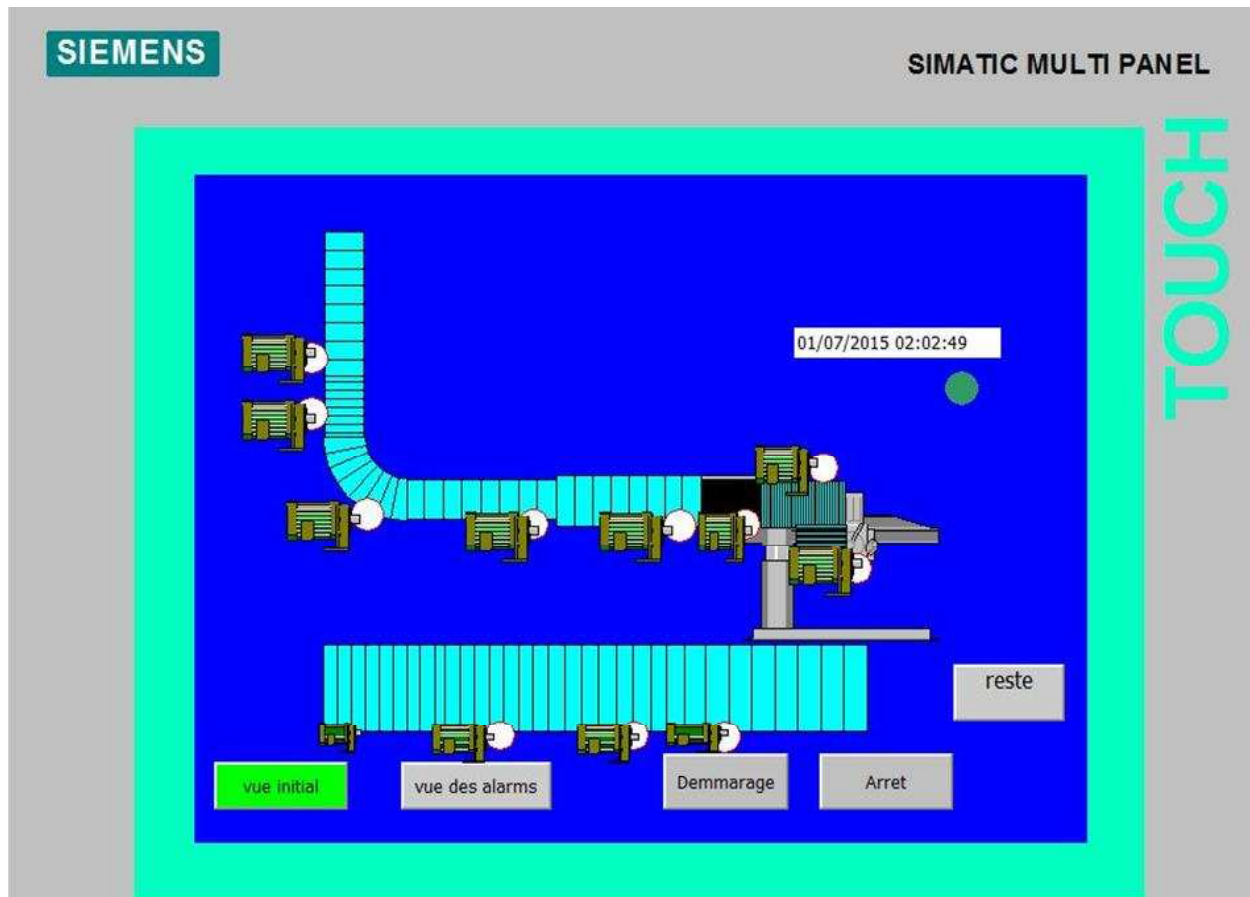 SIEMENS
SIMATIC MULTI PANEL
TOUCH
01/07/2015 02:02:49
reste
vue initial
vue des alarms
Demmarage
Arret